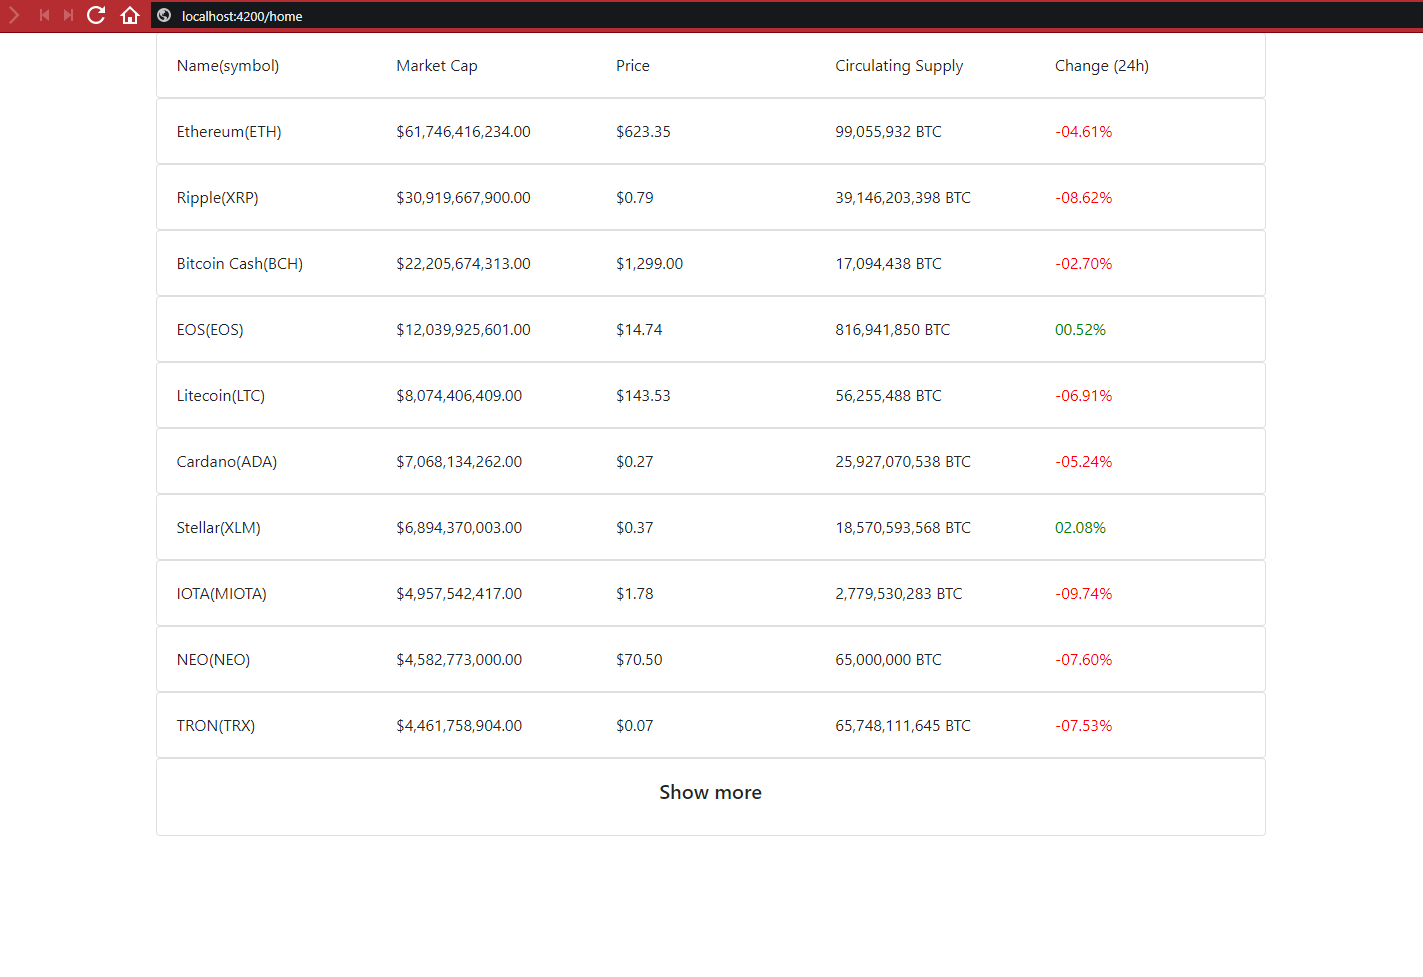 localhost:4200/home
Name(symbol) Market Cap Price Circulating Supply Change (24h)
Ethereum(ETH) $61,746,416,234.00 $623.35 99,055,932 BTC -04.61%
Ripple(XRP) $30,919,667,900.00 $0.79 39,146,203,398 BTC -08.62%
Bitcoin Cash(BCH) $22,205,674,313.00 $1,299.00 17,094,438 BTC -02.70%
EOS(EOS) $12,039,925,601.00 $14.74 816,941,850 BTC 00.52%
Litecoin(LTC) $8,074,406,409.00 $143.53 56,255,488 BTC -06.91%
Cardano(ADA) $7,068,134,262.00 $0.27 25,927,070,538 BTC -05.24%
Stellar(XLM) $6,894,370,003.00 $0.37 18,570,593,568 BTC 02.08%
IOTA(MIOTA) $4,957,542,417.00 $1.78 2,779,530,283 BTC -09.74%
NEO(NEO) $4,582,773,000.00 $70.50 65,000,000 BTC -07.60%
TRON(TRX) $4,461,758,904.00 $0.07 65,748,111,645 BTC -07.53%
Show more